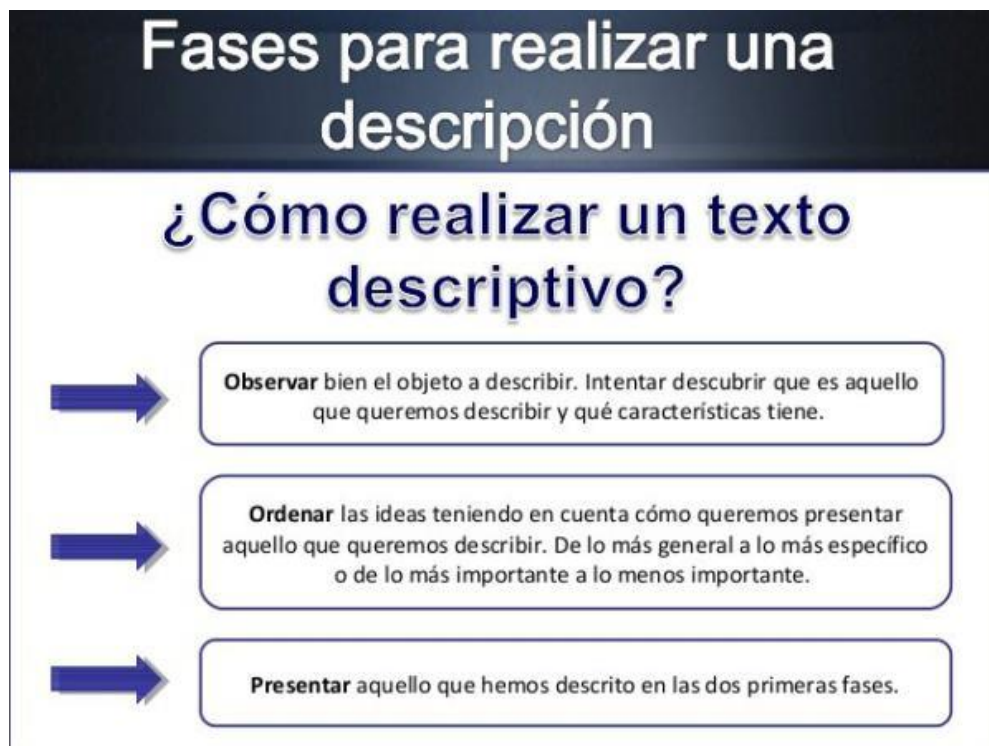 Fases para realizar una
descripción
¿Cómo realizar un texto
descriptivo?
Observar bien el objeto a describir. Intentar descubrir que es aquello
que queremos describir y qué características tiene.
Ordenar las ideas teniendo en cuenta cómo queremos presentar
aquello que queremos describir. De lo más general a lo más específico
o de lo más importante a lo menos importante.
Presentar aquello que hemos descrito en las dos primeras fases.